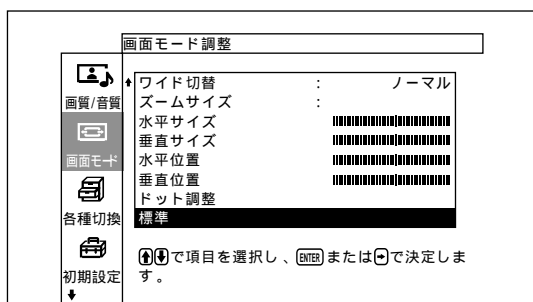 画面モード調整
画質/音質
画面モード
各種切換
初期設定
ワイド切替 : ノーマル
ズームサイズ :
水平サイズ
垂直サイズ
水平位置
垂直位置
ドット調整
標準
で項目を選択し、ENTERまたはで決定しま
す。